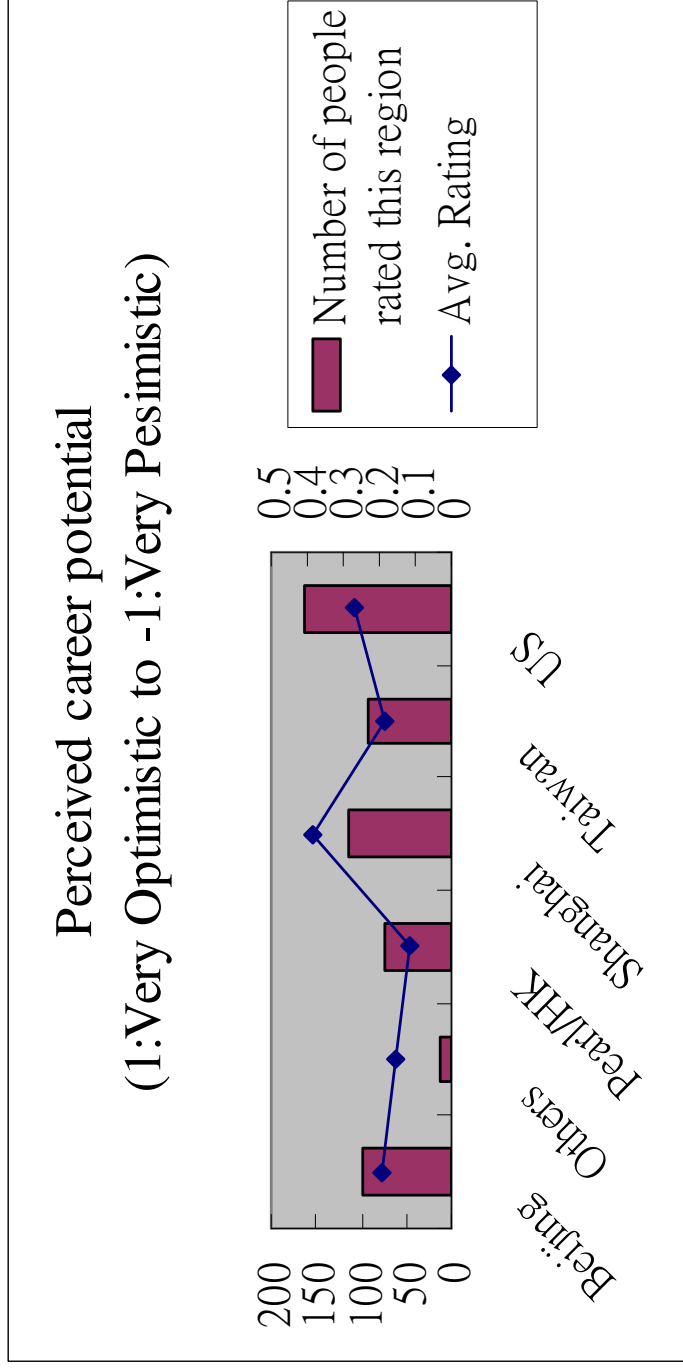 Perceived career potential
(1:Very Optimistic to -1:Very Pesimistic)
200
150
100
50
0
0.5
0.4
0.3
0.2
0.1
0
Beijing
Others
Pearl/HK
Shanghai
Taiwan
US
Number of people
rated this region
Avg. Rating